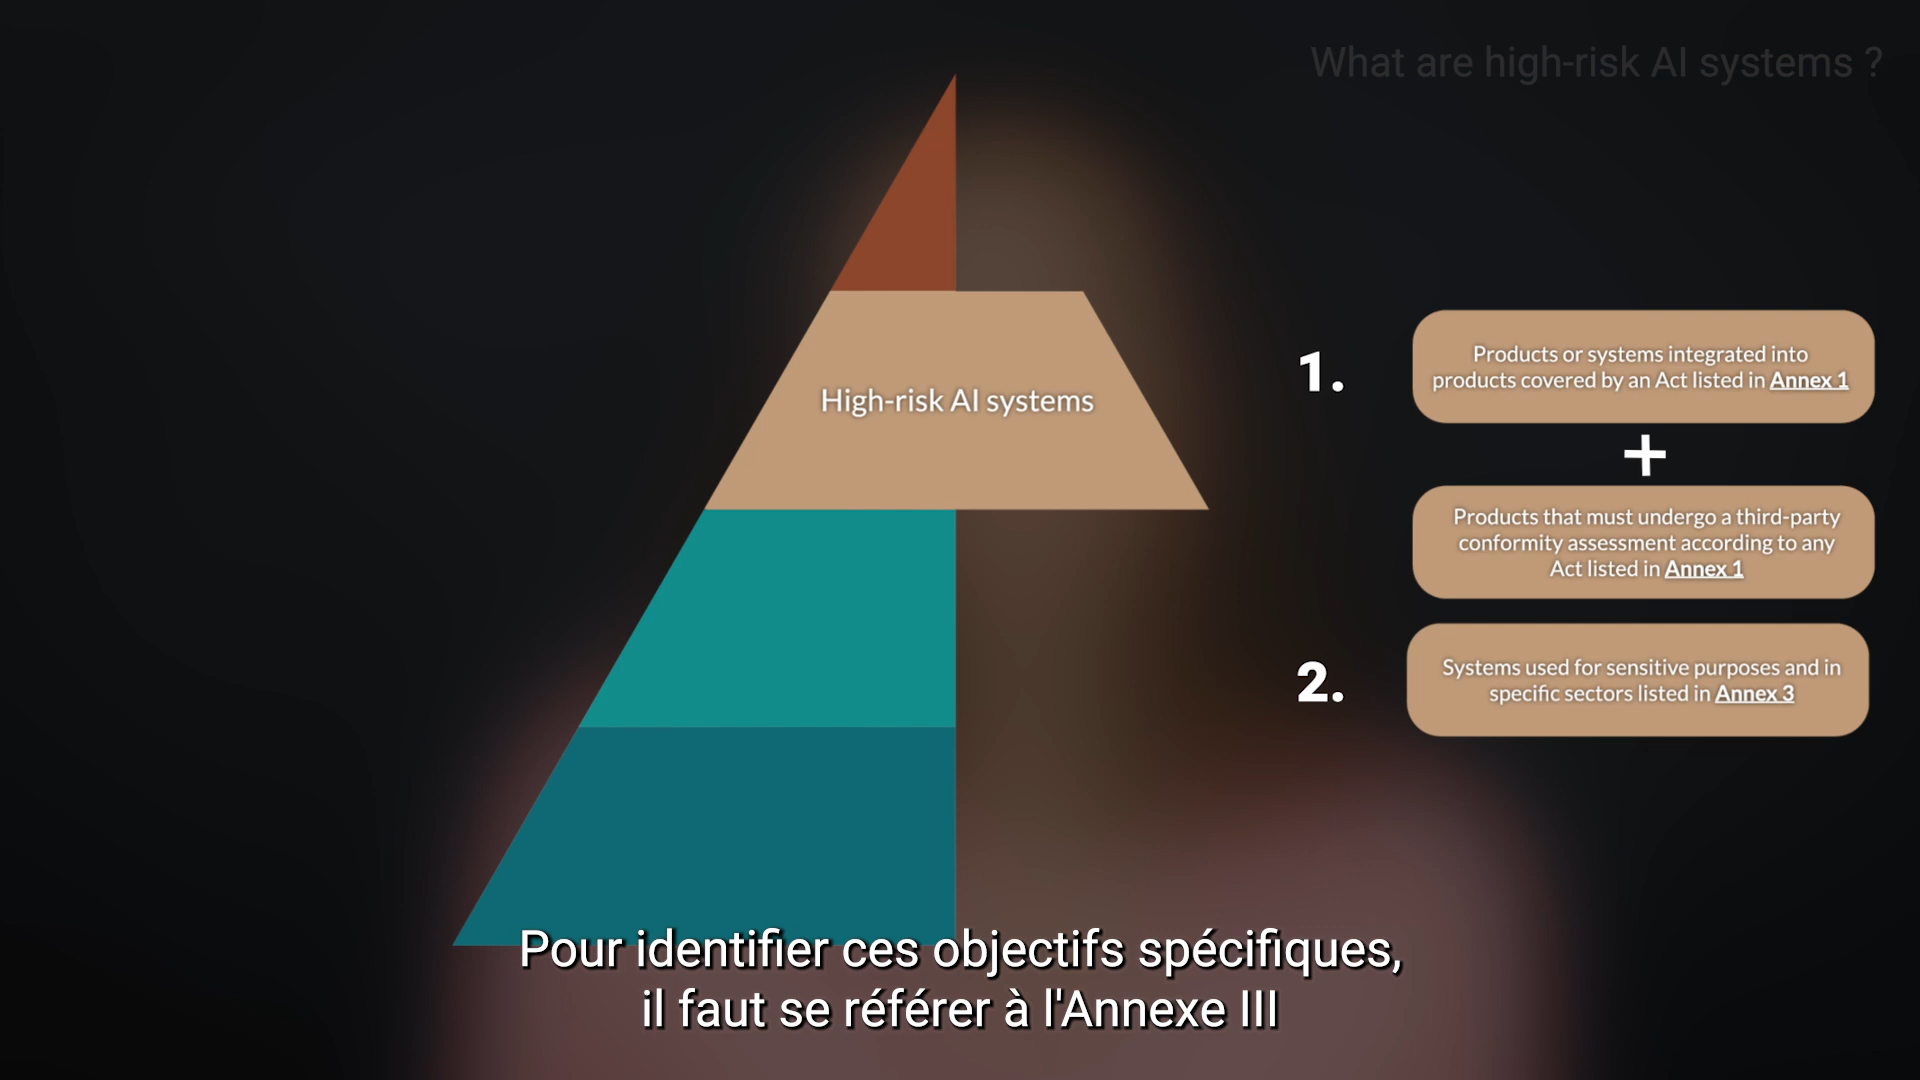 What are high-risk AI systems ?
High-risk AI systems
1.
Products or systems integrated into
products covered by an Act listed in Annex 1
+
Products that must undergo a third-party
conformity assessment according to any
Act listed in Annex 1
2.
Systems used for sensitive purposes and in
specific sectors listed in Annex 3
Pour identifier ces objectifs spécifiques,
il faut se référer à l'Annexe III